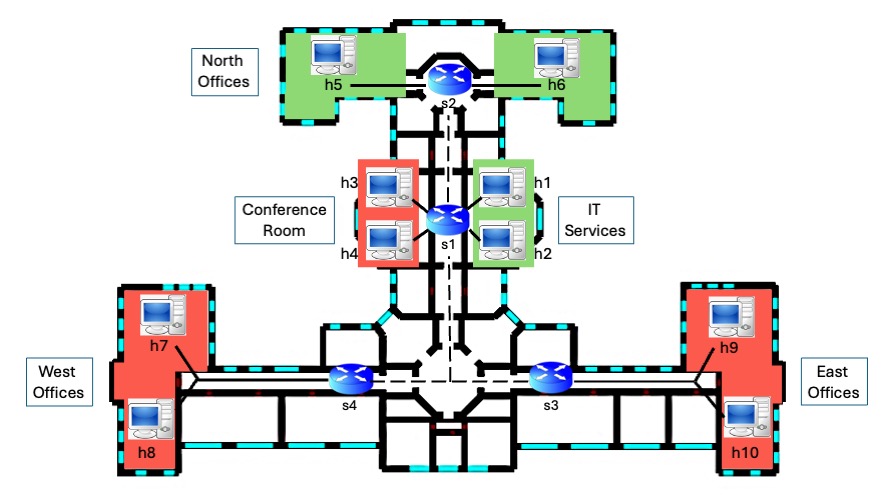 North
Offices
h5
h6
s2
h3
h1
Conference
Room
IT
Services
s1
h4
h2
h7
h9
West
Offices
East
Offices
s4
s3
h8
h10